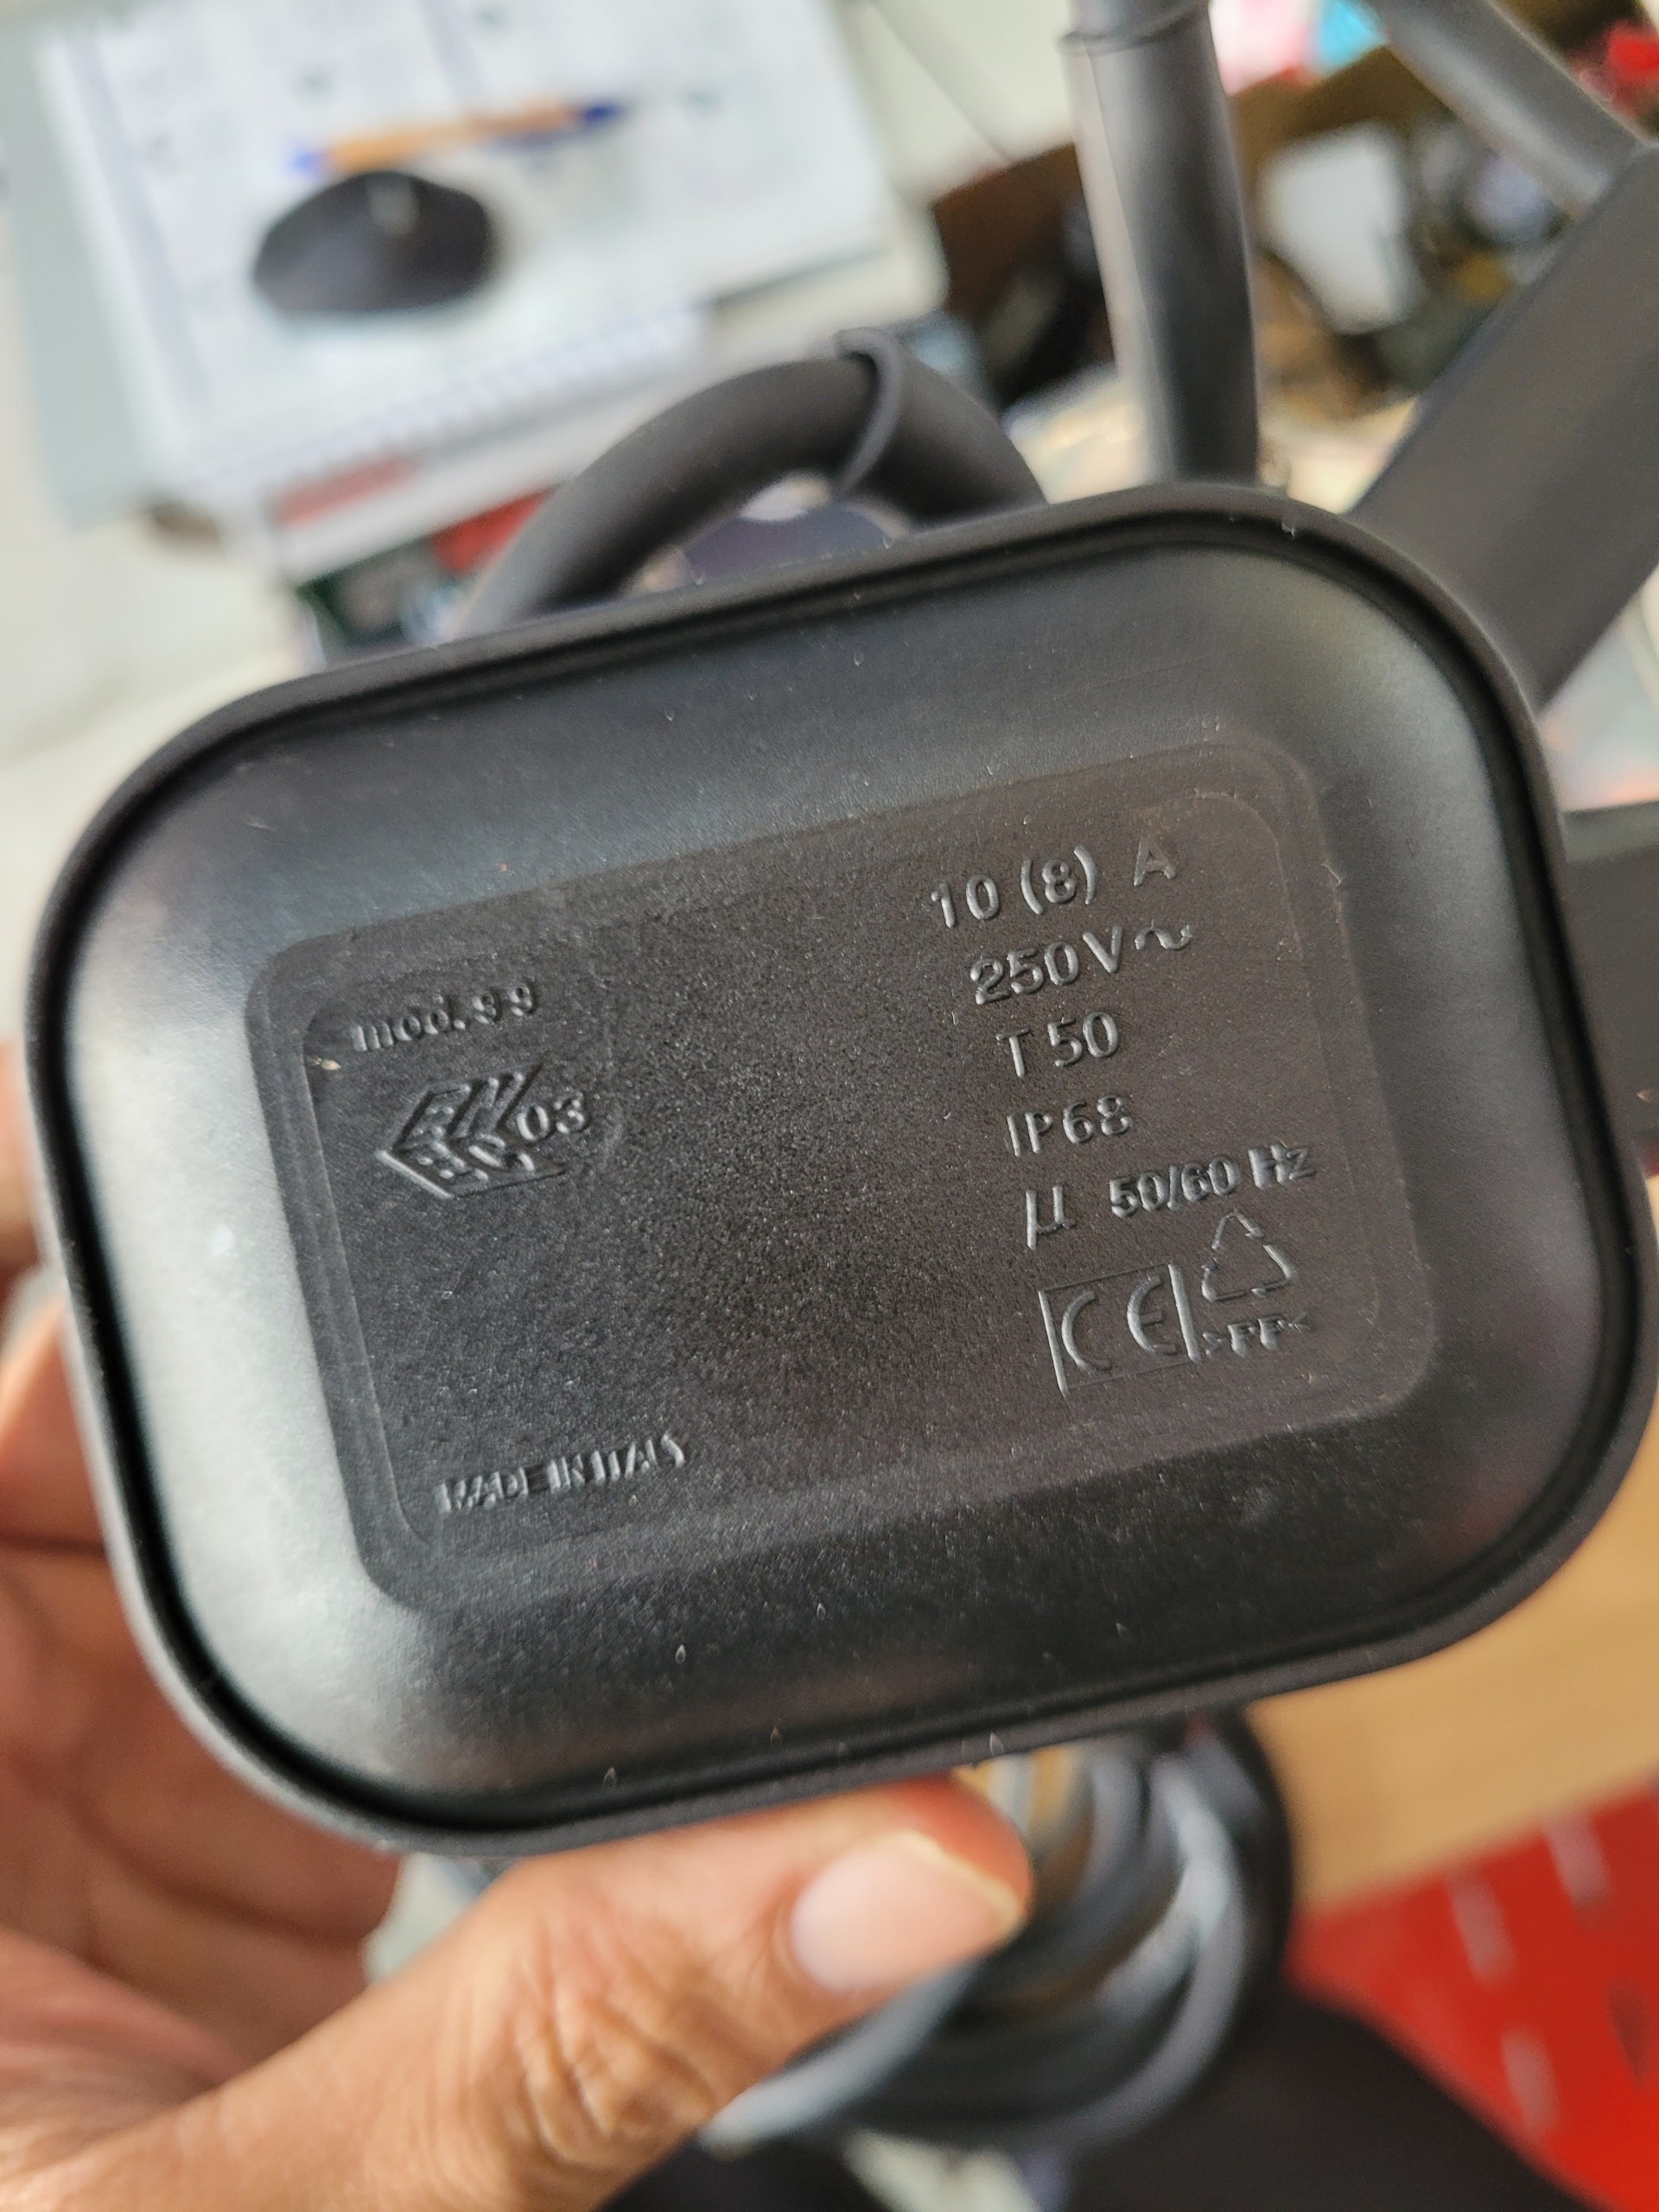 mod.99
03
MADE IN ITALY
10 (8) A
250V~
T 50
IP68
μ 50/60 Hz
CE
>PP<